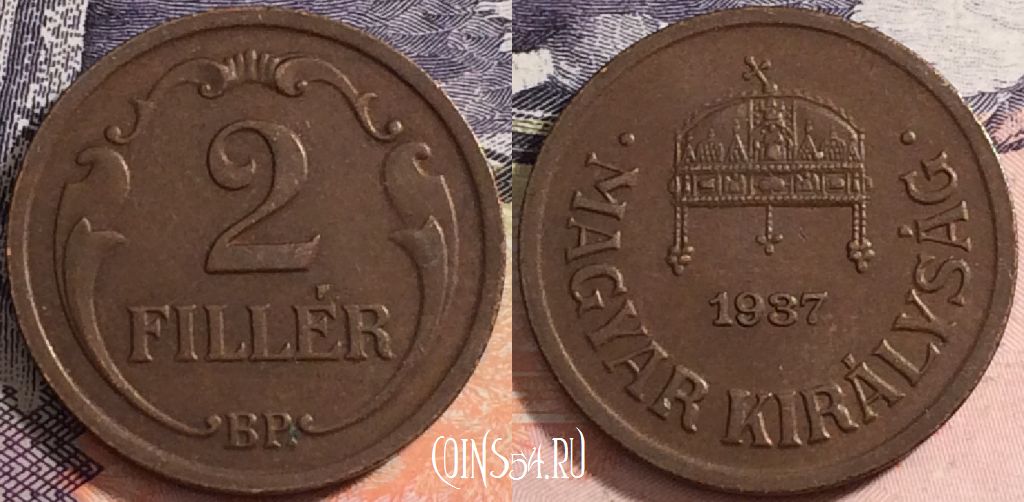 2
FILLÉR
BP.
· MAGYAR KIRÁLYSÁG ·
1937
COINS54.RU